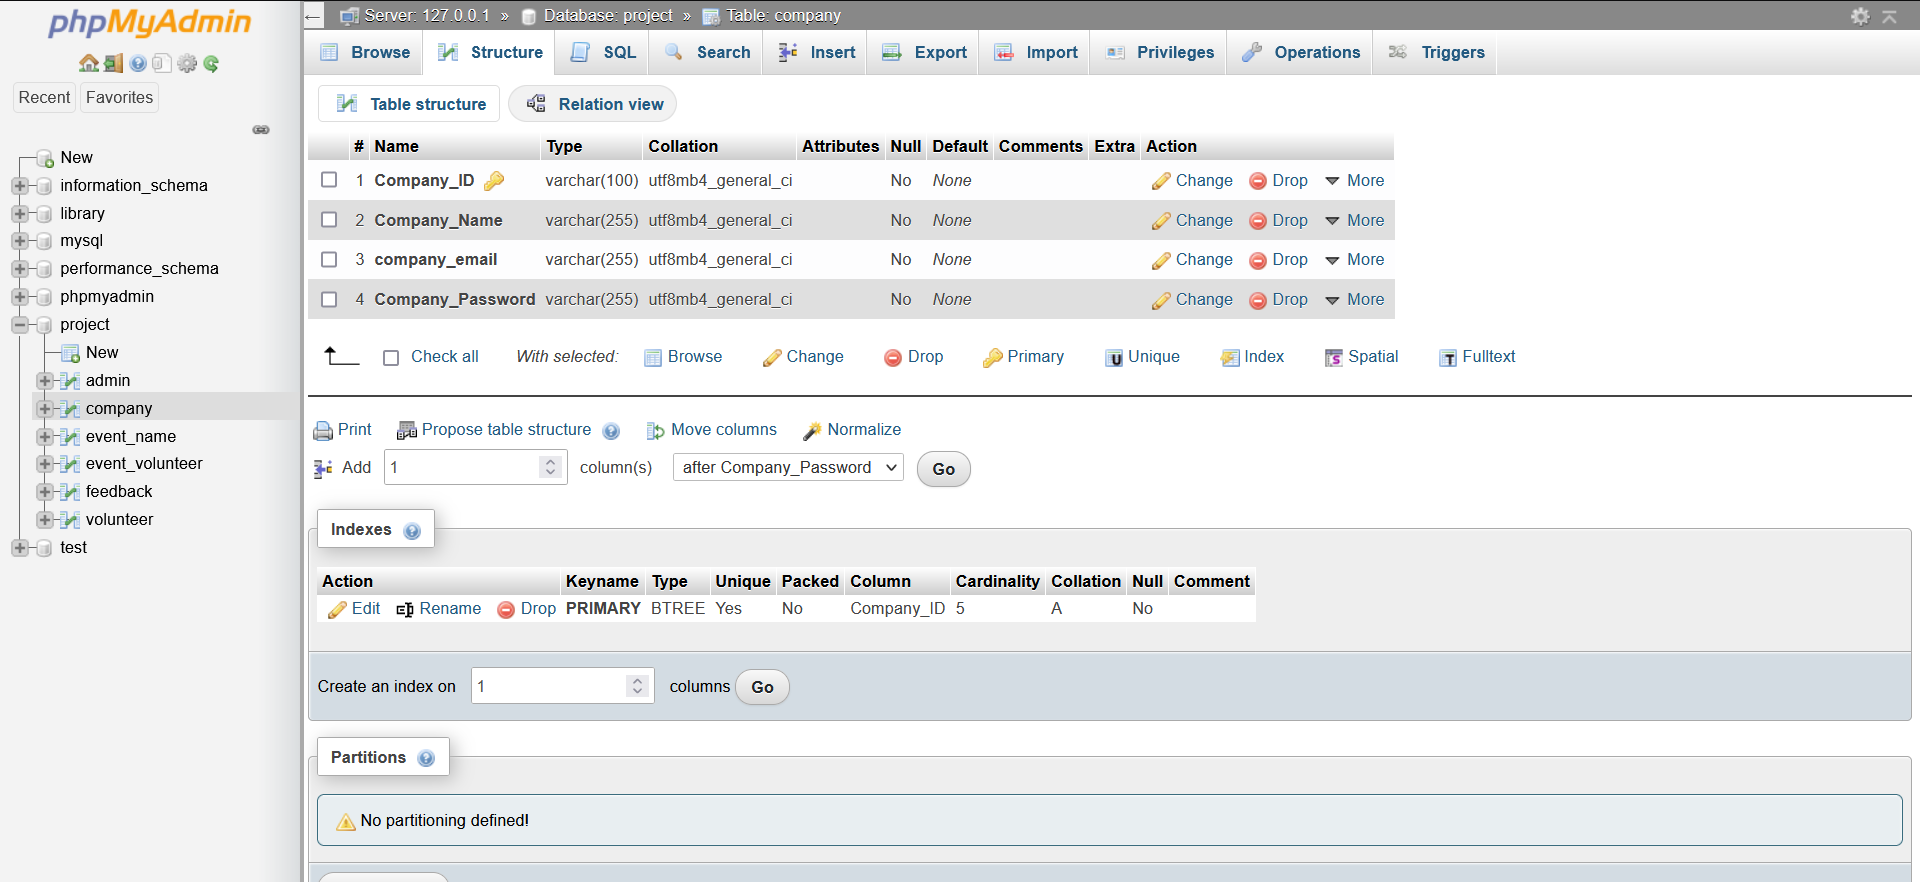 phpMyAdmin
Recent Favorites
New
information_schema
library
mysql
performance_schema
phpmyadmin
project
New
admin
company
event_name
event_volunteer
feedback
volunteer
test
Server: 127.0.0.1 » Database: project » Table: company
Browse Structure SQL Search Insert Export Import Privileges Operations Triggers
Table structure Relation view
# Name Type Collation Attributes Null Default Comments Extra Action
1 Company_ID varchar(100) utf8mb4_general_ci No None Change Drop More
2 Company_Name varchar(255) utf8mb4_general_ci No None Change Drop More
3 company_email varchar(255) utf8mb4_general_ci No None Change Drop More
4 Company_Password varchar(255) utf8mb4_general_ci No None Change Drop More
Check all With selected: Browse Change Drop Primary Unique Index Spatial Fulltext
Print Propose table structure Move columns Normalize
Add 1 column(s) after Company_Password Go
Indexes
Action Keyname Type Unique Packed Column Cardinality Collation Null Comment
Edit Rename Drop PRIMARY BTREE Yes No Company_ID 5 A No
Create an index on 1 columns Go
Partitions
No partitioning defined!